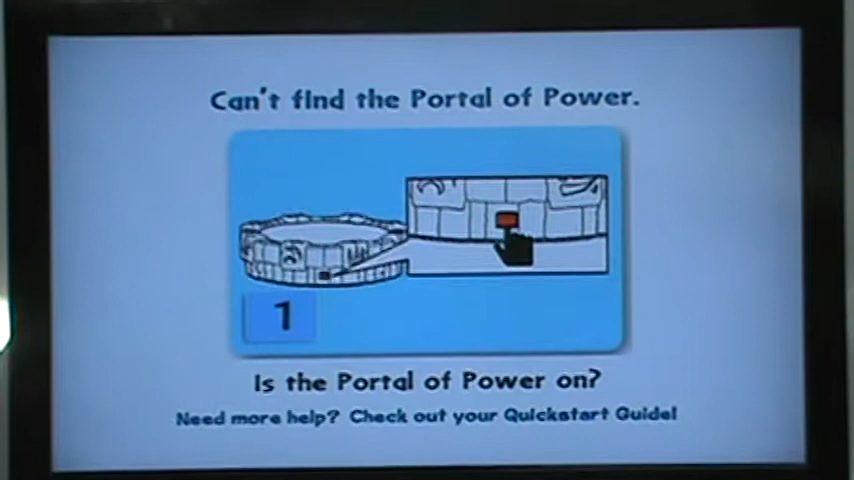 Can't find the Portal of Power.
1
Is the Portal of Power on?
Need more help? Check out your Quickstart Guide!